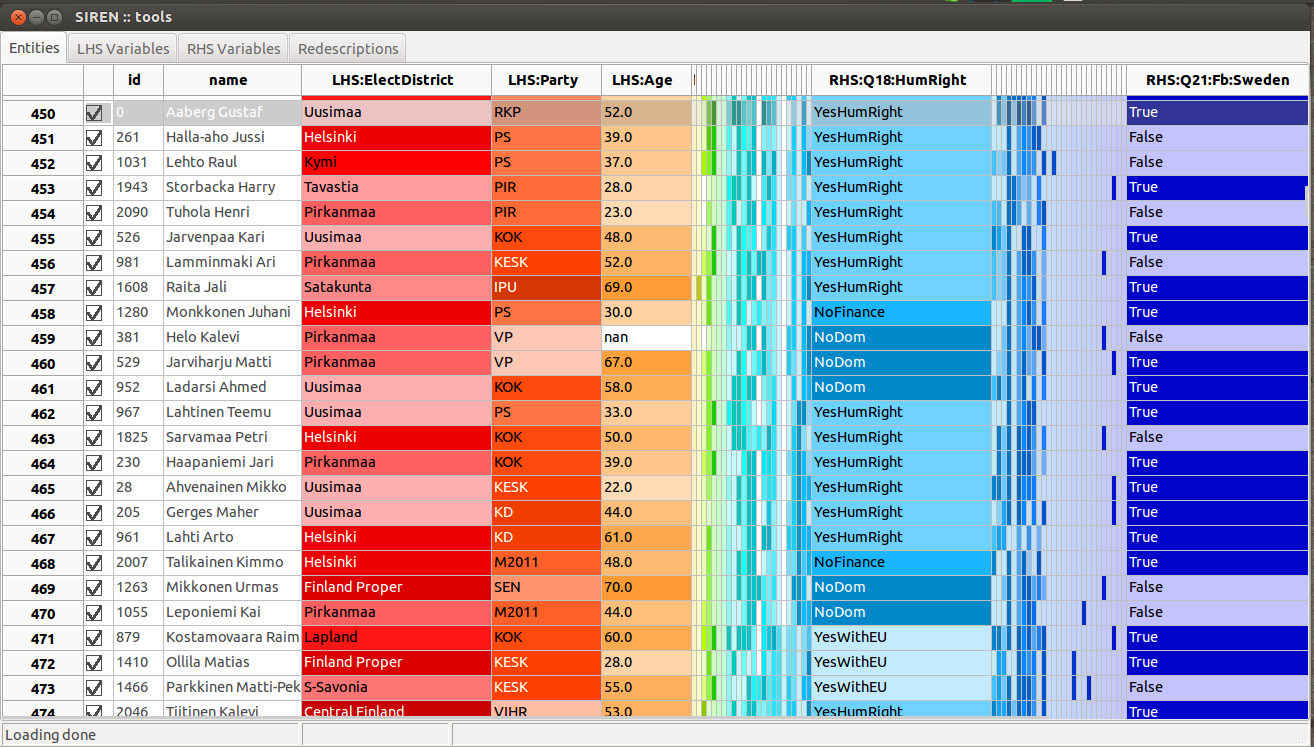 SIREN :: tools
Entities LHS Variables RHS Variables Redescriptions
id name LHS:ElectDistrict LHS:Party LHS:Age RHS:Q18:HumRight RHS:Q21:Fb:Sweden
450 0 Aaberg Gustaf Uusimaa RKP 52.0 YesHumRight True
451 261 Halla-aho Jussi Helsinki PS 39.0 YesHumRight False
452 1031 Lehto Raul Kymi PS 37.0 YesHumRight False
453 1943 Storbacka Harry Tavastia PIR 28.0 YesHumRight True
454 2090 Tuhola Henri Pirkanmaa PIR 23.0 YesHumRight False
455 526 Jarvenpaa Kari Uusimaa KOK 48.0 YesHumRight True
456 981 Lamminmaki Ari Pirkanmaa KESK 52.0 YesHumRight False
457 1608 Raita Jali Satakunta IPU 69.0 YesHumRight True
458 1280 Monkkonen Juhani Helsinki PS 30.0 NoFinance True
459 381 Helo Kalevi Pirkanmaa VP nan NoDom False
460 529 Jarviharju Matti Pirkanmaa VP 67.0 NoDom True
461 952 Ladarsi Ahmed Uusimaa KOK 58.0 NoDom True
462 967 Lahtinen Teemu Uusimaa PS 33.0 YesHumRight True
463 1825 Sarvamaa Petri Helsinki KOK 50.0 YesHumRight False
464 230 Haapaniemi Jari Pirkanmaa KOK 39.0 YesHumRight True
465 28 Ahvenainen Mikko Uusimaa KESK 22.0 YesHumRight True
466 205 Gerges Maher Uusimaa KD 44.0 YesHumRight True
467 961 Lahti Arto Helsinki KD 61.0 YesHumRight True
468 2007 Talikainen Kimmo Helsinki M2011 48.0 NoFinance True
469 1263 Mikkonen Urmas Finland Proper SEN 70.0 NoDom False
470 1055 Leponiemi Kai Pirkanmaa M2011 44.0 NoDom False
471 879 Kostamovaara Raim Lapland KOK 60.0 YesWithEU True
472 1410 Ollila Matias Finland Proper KESK 28.0 YesWithEU True
473 1466 Parkkinen Matti-Pek S-Savonia KESK 55.0 YesWithEU False
474 2046 Tiitinen Kalevi Central Finland VIHR 53.0 YesHumRight True
Loading done